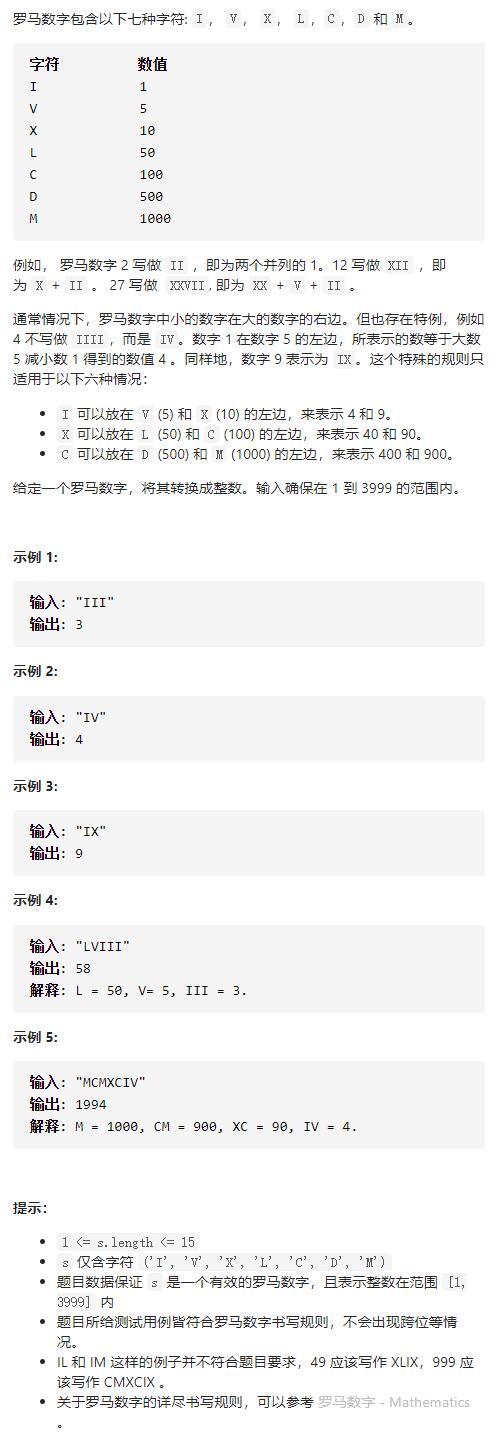 罗马数字包含以下七种字符: I， V， X， L，C，D 和 M。
字符 数值
I 1
V 5
X 10
L 50
C 100
D 500
M 1000
例如， 罗马数字 2 写做 II ，即为两个并列的 1。12 写做 XII ，即
为 X + II 。 27 写做  XXVII, 即为 XX + V + II 。
通常情况下，罗马数字中小的数字在大的数字的右边。但也存在特例，例如
4 不写做 IIII，而是 IV。数字 1 在数字 5 的左边，所表示的数等于大数
5 减小数 1 得到的数值 4 。同样地，数字 9 表示为 IX。这个特殊的规则只
适用于以下六种情况：
• I 可以放在 V (5) 和 X (10) 的左边，来表示 4 和 9。
• X 可以放在 L (50) 和 C (100) 的左边，来表示 40 和 90。
• C 可以放在 D (500) 和 M (1000) 的左边，来表示 400 和 900。
给定一个罗马数字，将其转换成整数。输入确保在 1 到 3999 的范围内。
示例 1:
输入: "III"
输出: 3
示例 2:
输入: "IV"
输出: 4
示例 3:
输入: "IX"
输出: 9
示例 4:
输入: "LVIII"
输出: 58
解释: L = 50, V= 5, III = 3.
示例 5:
输入: "MCMXCIV"
输出: 1994
解释: M = 1000, CM = 900, XC = 90, IV = 4.
提示：
• 1 <= s.length <= 15
• s 仅含字符 ('I', 'V', 'X', 'L', 'C', 'D', 'M')
• 题目数据保证 s 是一个有效的罗马数字，且表示整数在范围 [1,
3999] 内
• 题目所给测试用例皆符合罗马数字书写规则，不会出现跨位等情
况。
• IL 和 IM 这样的例子并不符合题目要求，49 应该写作 XLIX，999 应
该写作 CMXCIX 。
• 关于罗马数字的详尽书写规则，可以参考 罗马数字 - Mathematics
。